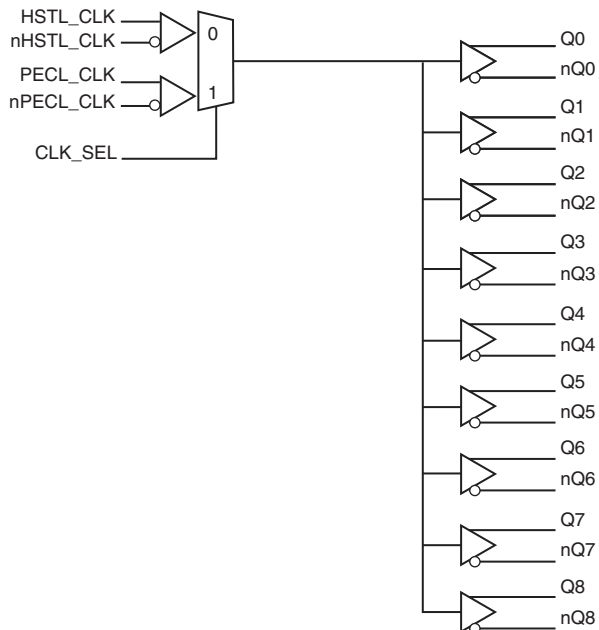 HSTL_CLK
nHSTL_CLK
0
PECL_CLK
nPECL_CLK
1
CLK_SEL
Q0
nQ0
Q1
nQ1
Q2
nQ2
Q3
nQ3
Q4
nQ4
Q5
nQ5
Q6
nQ6
Q7
nQ7
Q8
nQ8